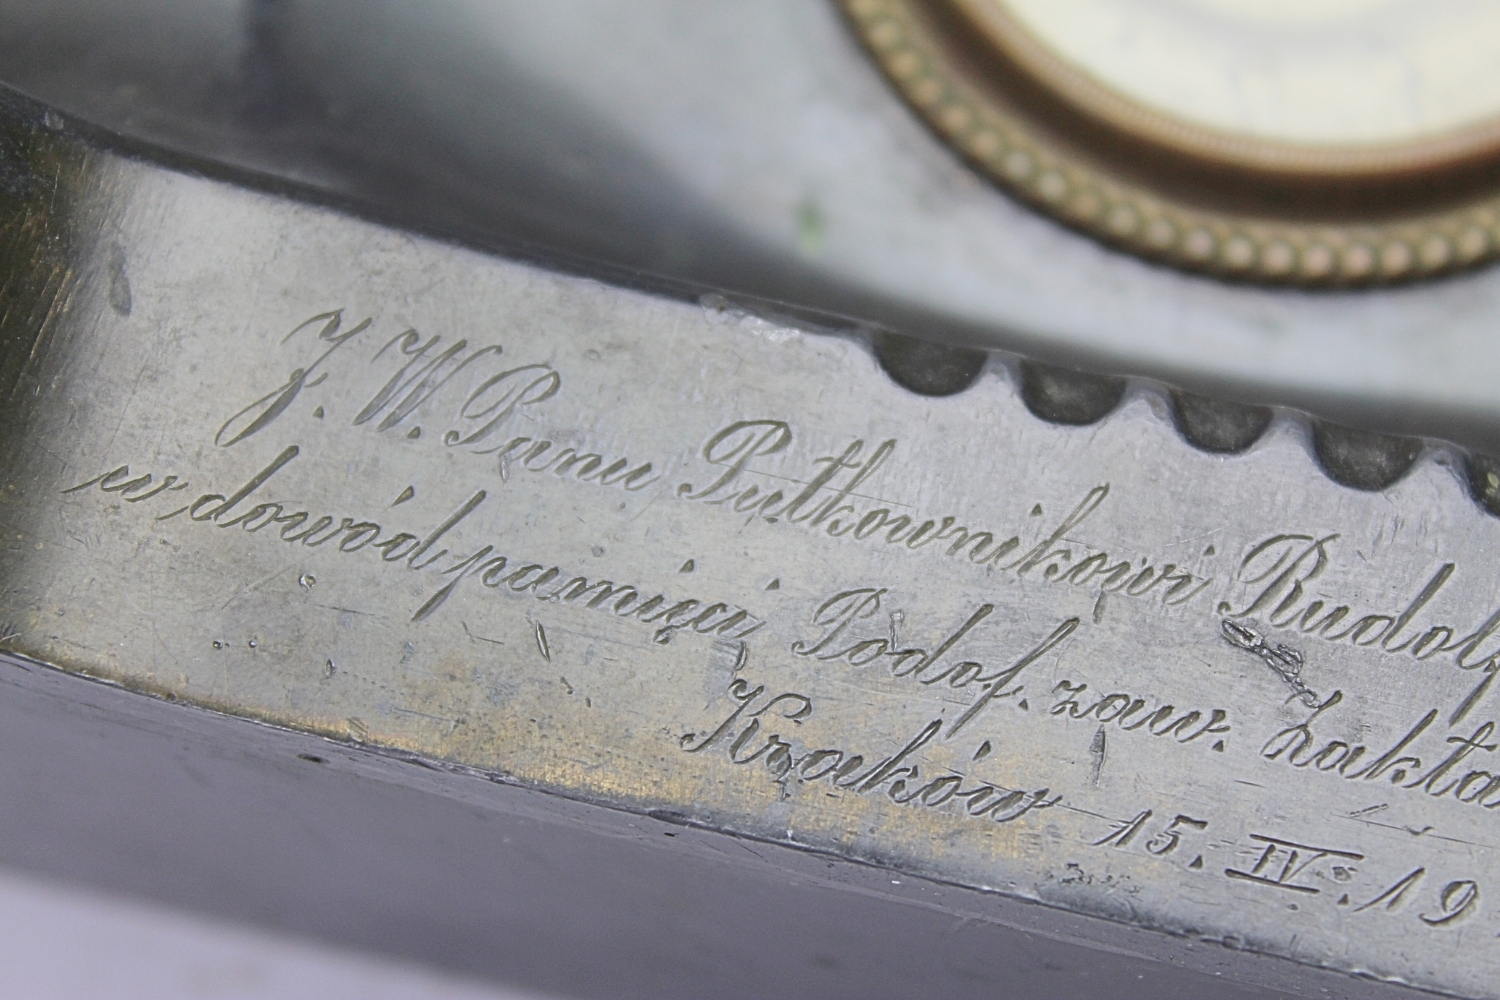 J. W. Panu Pułkownikowi Rudolf
w dowód pamięci Podof. zaw. Zakła
Kraków 15. IV. 19